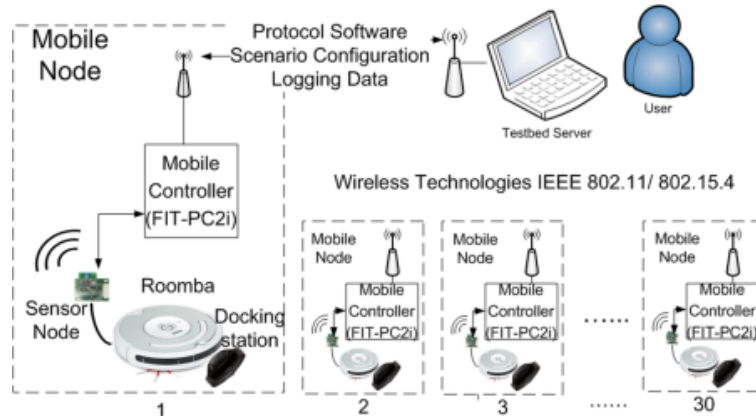 Mobile
Node
Protocol Software
Scenario Configuration
Logging Data
Testbed Server
User
Mobile
Controller
(FIT-PC2i)
Wireless Technologies IEEE 802.11/ 802.15.4
Sensor
Node
Roomba
Docking
station
1
Mobile
Node
Mobile
Controller
(FIT-PC2i)
2
Mobile
Node
Mobile
Controller
(FIT-PC2i)
3
......
......
Mobile
Node
Mobile
Controller
(FIT-PC2i)
30